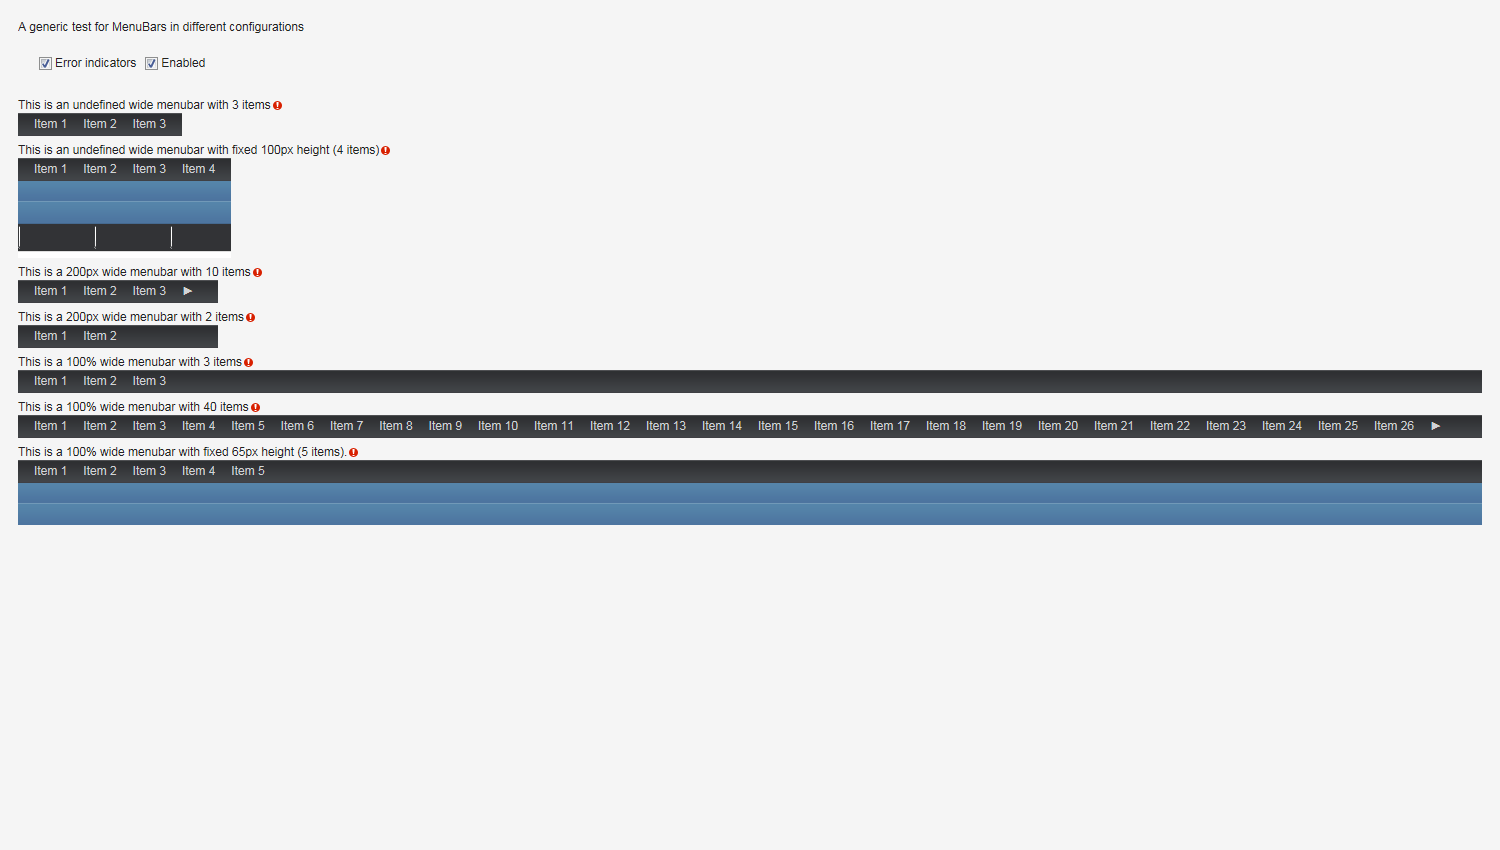 A generic test for MenuBars in different configurations
Error indicators Enabled
This is an undefined wide menubar with 3 items
Item 1 Item 2 Item 3
This is an undefined wide menubar with fixed 100px height (4 items)
Item 1 Item 2 Item 3 Item 4
This is a 200px wide menubar with 10 items
Item 1 Item 2 Item 3
This is a 200px wide menubar with 2 items
Item 1 Item 2
This is a 100% wide menubar with 3 items
Item 1 Item 2 Item 3
This is a 100% wide menubar with 40 items
Item 1 Item 2 Item 3 Item 4 Item 5 Item 6 Item 7 Item 8 Item 9 Item 10 Item 11 Item 12 Item 13 Item 14 Item 15 Item 16 Item 17 Item 18 Item 19 Item 20 Item 21 Item 22 Item 23 Item 24 Item 25 Item 26
This is a 100% wide menubar with fixed 65px height (5 items).
Item 1 Item 2 Item 3 Item 4 Item 5